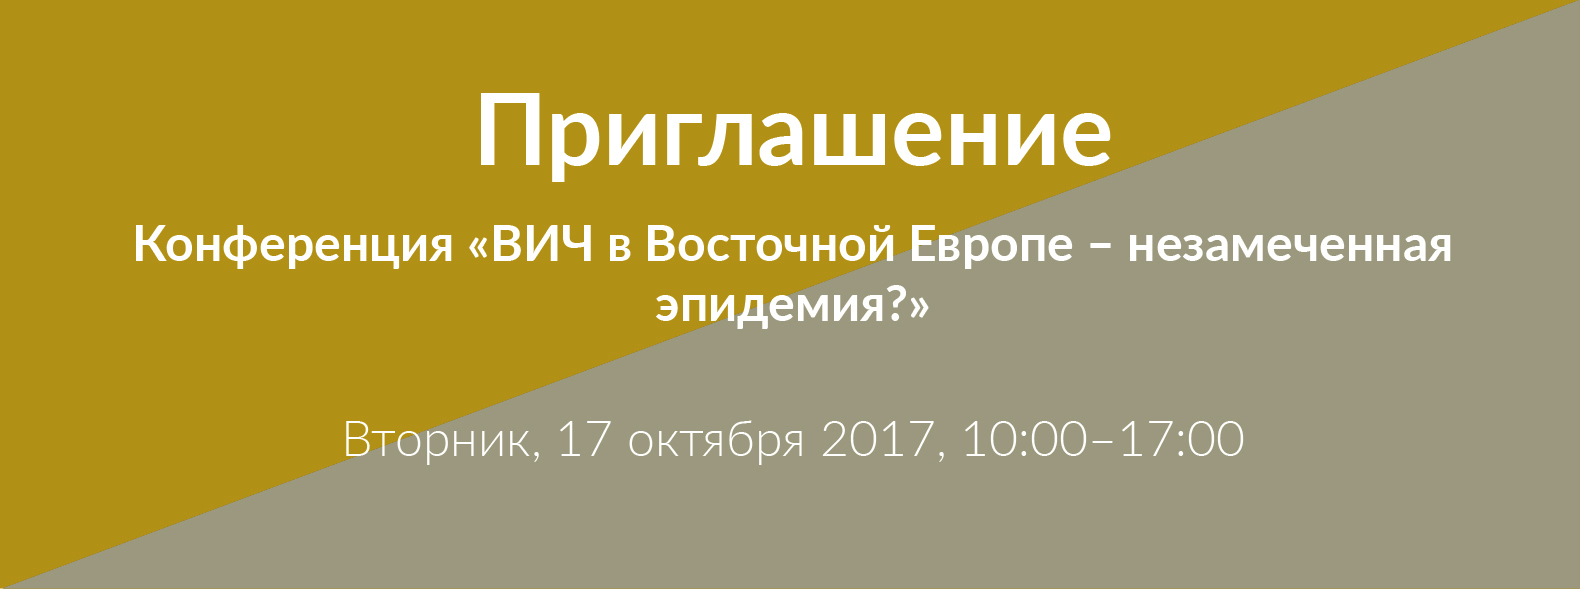 Приглашение
Конференция «ВИЧ в Восточной Европе – незамеченная
эпидемия?»
Вторник, 17 октября 2017, 10:00–17:00